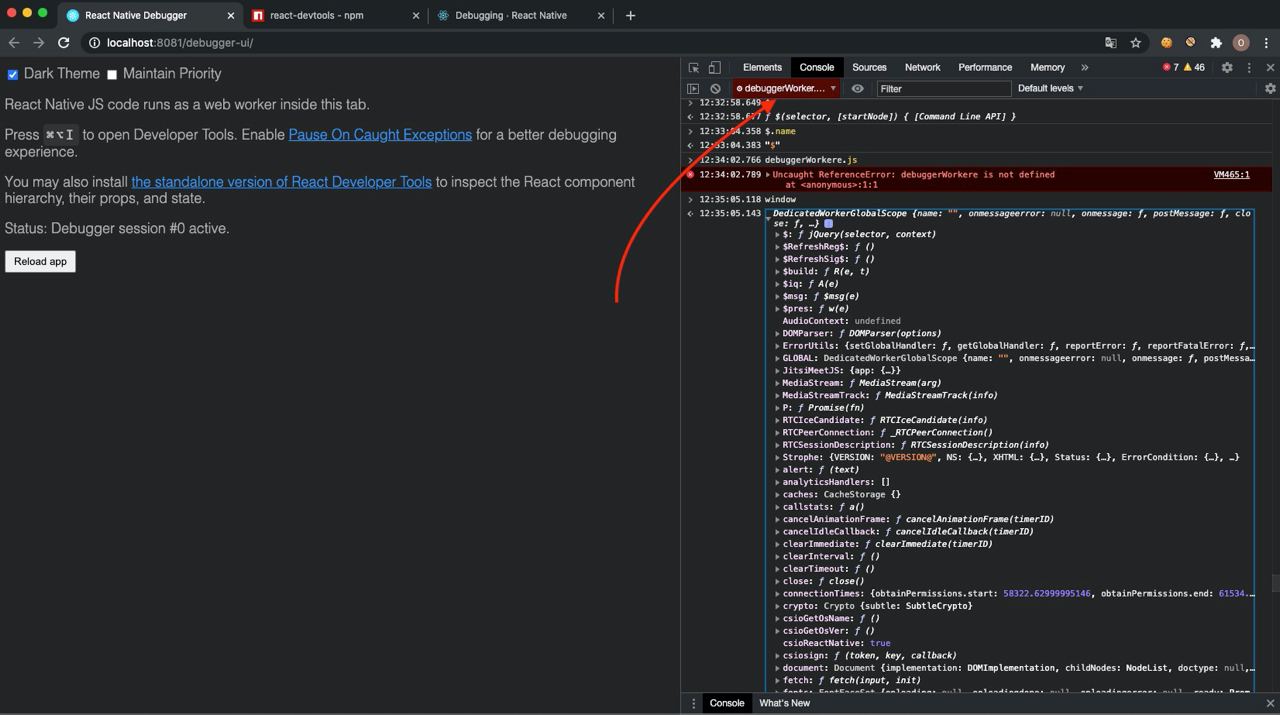 React Native Debugger
react-devtools - npm
Debugging · React Native
localhost:8081/debugger-ui/
O
Dark Theme
Maintain Priority
React Native JS code runs as a web worker inside this tab.
Press ⌘⌥I to open Developer Tools. Enable Pause On Caught Exceptions for a better debugging
experience.
You may also install the standalone version of React Developer Tools to inspect the React component
hierarchy, their props, and state.
Status: Debugger session #0 active.
Reload app
Elements Console Sources Network Performance Memory » 7 46
debuggerWorker.... Filter Default levels
12:32:58.649
12:32:58.677 ƒ $(selector, [startNode]) { [Command Line API] }
12:33:04.358 $.name
12:33:04.383 "$"
12:34:02.766 debuggerWorkere.js
12:34:02.789 Uncaught ReferenceError: debuggerWorkere is not defined VM465:1
at <anonymous>:1:1
12:35:05.118 window
12:35:05.143 DedicatedWorkerGlobalScope {name: "", onmessageerror: null, onmessage: ƒ, postMessage: ƒ, clo
se: ƒ, …}
$: ƒ jQuery(selector, context)
$RefreshReg$: ƒ ()
$RefreshSig$: ƒ ()
$build: ƒ R(e, t)
$iq: ƒ A(e)
$msg: ƒ $msg(e)
$pres: ƒ w(e)
AudioContext: undefined
DOMParser: ƒ DOMParser(options)
ErrorUtils: {setGlobalHandler: ƒ, getGlobalHandler: ƒ, reportError: ƒ, reportFatalError: ƒ,…
GLOBAL: DedicatedWorkerGlobalScope {name: "", onmessageerror: null, onmessage: ƒ, postMessa…
JitsiMeetJS: {app: {…}}
MediaStream: ƒ MediaStream(arg)
MediaStreamTrack: ƒ MediaStreamTrack(info)
P: ƒ Promise(fn)
RTCIceCandidate: ƒ RTCIceCandidate(info)
RTCPeerConnection: ƒ _RTCPeerConnection()
RTCSessionDescription: ƒ RTCSessionDescription(info)
Strophe: {VERSION: "@VERSION@", NS: {…}, XHTML: {…}, Status: {…}, ErrorCondition: {…}, …}
alert: ƒ (text)
analyticsHandlers: []
caches: CacheStorage {}
callstats: ƒ a()
cancelAnimationFrame: ƒ cancelAnimationFrame(timerID)
cancelIdleCallback: ƒ cancelIdleCallback(timerID)
clearImmediate: ƒ clearImmediate(timerID)
clearInterval: ƒ ()
clearTimeout: ƒ ()
close: ƒ close()
connectionTimes: {obtainPermissions.start: 58322.62999995146, obtainPermissions.end: 61534.…
crypto: Crypto {subtle: SubtleCrypto}
csioGetOsName: ƒ ()
csioGetOsVer: ƒ ()
csioReactNative: true
csiosign: ƒ (token, key, callback)
document: Document {implementation: DOMImplementation, childNodes: NodeList, doctype: null,…
fetch: ƒ fetch(input, init)
Console What's New